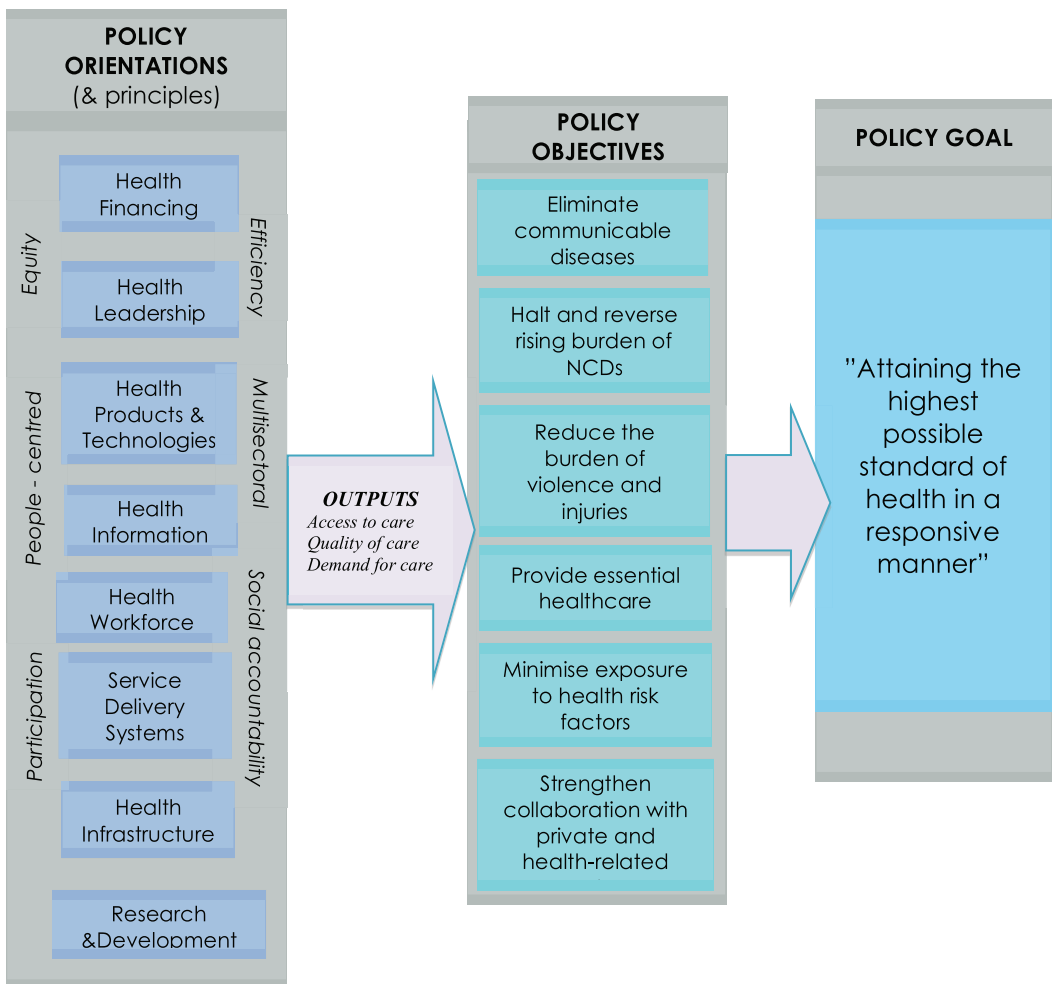 POLICY
ORIENTATIONS
(& principles)
Health
Financing
Health
Leadership
Health
Products &
Technologies
Health
Information
Health
Workforce
Service
Delivery
Systems
Health
Infrastructure
Research
&Development
Equity
People - centred
Participation
Efficiency
Multisectoral
Social accountability
OUTPUTS
Access to care
Quality of care
Demand for care
POLICY
OBJECTIVES
Eliminate
communicable
diseases
Halt and reverse
rising burden of
NCDs
Reduce the
burden of
violence and
injuries
Provide essential
healthcare
Minimise exposure
to health risk
factors
Strengthen
collaboration with
private and
health-related
POLICY GOAL
”Attaining the
highest
possible
standard of
health in a
responsive
manner”